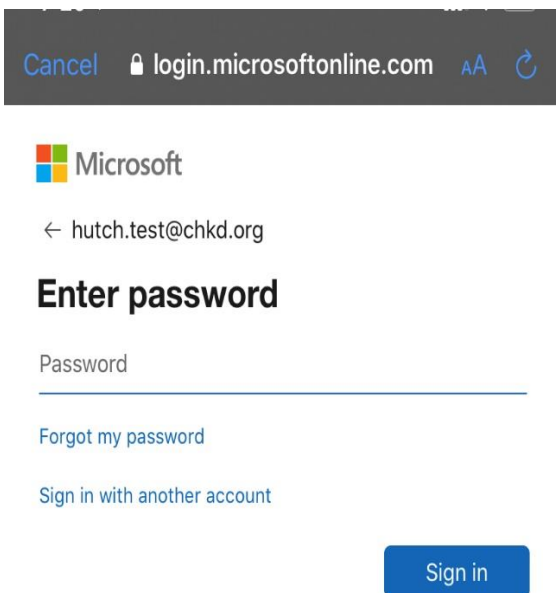 Cancel login.microsoftonline.com AA
Microsoft
← hutch.test@chkd.org
Enter password
Password
Forgot my password
Sign in with another account
Sign in